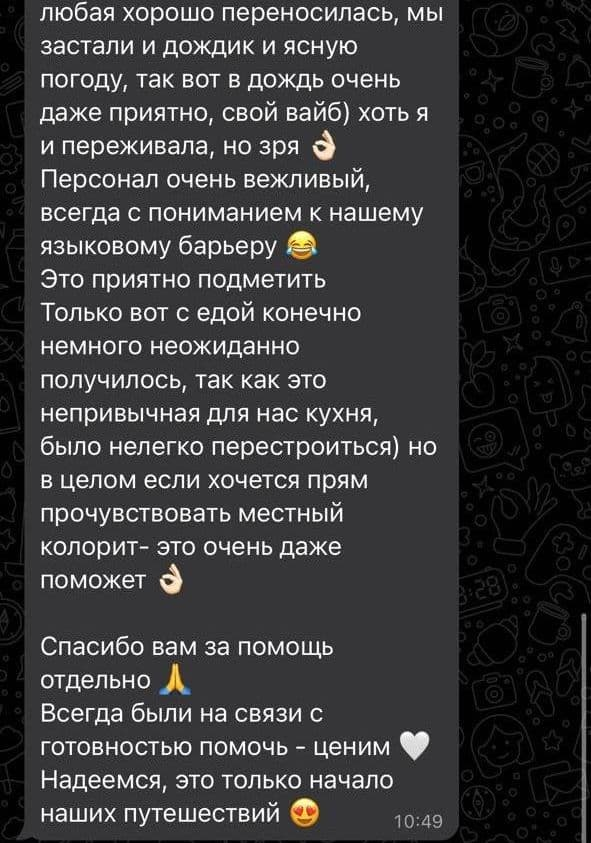 любая хорошо переносилась, мы
застали и дождик и ясную
погоду, так вот в дождь очень
даже приятно, свой вайб) хоть я
и переживала, но зря 👌🏻
Персонал очень вежливый,
всегда с пониманием к нашему
языковому барьеру 😂
Это приятно подметить
Только вот с едой конечно
немного неожиданно
получилось, так как это
непривычная для нас кухня,
было нелегко перестроиться) но
в целом если хочется прям
прочувствовать местный
колорит- это очень даже
поможет 👌🏻
Спасибо вам за помощь
отдельно 🙏
Всегда были на связи с
готовностью помочь - ценим 🤍
Надеемся, это только начало
наших путешествий 😍
10:49